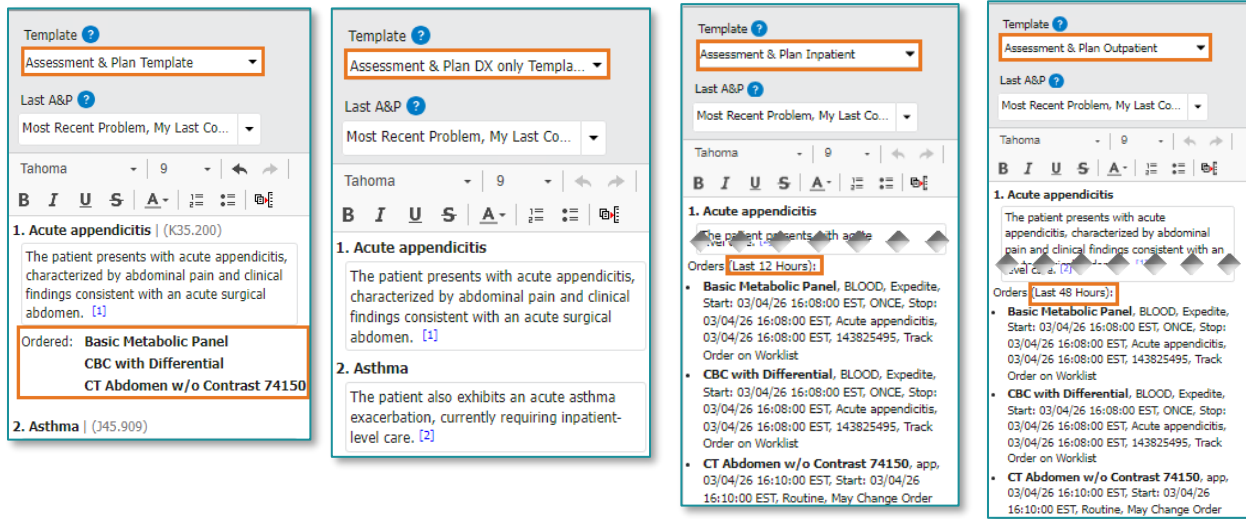 Template ?
Assessment & Plan Template
Last A&P ?
Most Recent Problem, My Last Co...
Tahoma 9
B I U S A
1. Acute appendicitis | (K35.200)
The patient presents with acute appendicitis,
characterized by abdominal pain and clinical
findings consistent with an acute surgical
abdomen. [1]
Ordered: Basic Metabolic Panel
CBC with Differential
CT Abdomen w/o Contrast 74150
2. Asthma | (J45.909)
Template ?
Assessment & Plan DX only Templa...
Last A&P ?
Most Recent Problem, My Last Co...
Tahoma 9
B I U S A
1. Acute appendicitis
The patient presents with acute appendicitis,
characterized by abdominal pain and clinical
findings consistent with an acute surgical
abdomen. [1]
2. Asthma
The patient also exhibits an acute asthma
exacerbation, currently requiring inpatient-
level care. [2]
Template ?
Assessment & Plan Inpatient
Last A&P ?
Most Recent Problem, My Last Co...
Tahoma 9
B I U S A
1. Acute appendicitis
The patient presents with acute
Orders (Last 12 Hours):
• Basic Metabolic Panel, BLOOD, Expedite,
Start: 03/04/26 16:08:00 EST, ONCE, Stop:
03/04/26 16:08:00 EST, Acute appendicitis,
03/04/26 16:08:00 EST, 143825495, Track
Order on Worklist
• CBC with Differential, BLOOD, Expedite,
Start: 03/04/26 16:08:00 EST, ONCE, Stop:
03/04/26 16:08:00 EST, Acute appendicitis,
03/04/26 16:08:00 EST, 143825495, Track
Order on Worklist
• CT Abdomen w/o Contrast 74150, app,
03/04/26 16:10:00 EST, Start: 03/04/26
16:10:00 EST, Routine, May Change Order
Template ?
Assessment & Plan Outpatient
Last A&P ?
Most Recent Problem, My Last Co...
Tahoma 9
B I U S A
1. Acute appendicitis
The patient presents with acute
appendicitis, characterized by abdominal
pain and clinical findings consistent with an
level care. [2]
Orders (Last 48 Hours):
• Basic Metabolic Panel, BLOOD, Expedite,
Start: 03/04/26 16:08:00 EST, ONCE, Stop:
03/04/26 16:08:00 EST, Acute appendicitis,
03/04/26 16:08:00 EST, 143825495, Track
Order on Worklist
• CBC with Differential, BLOOD, Expedite,
Start: 03/04/26 16:08:00 EST, ONCE, Stop:
03/04/26 16:08:00 EST, Acute appendicitis,
03/04/26 16:08:00 EST, 143825495, Track
Order on Worklist
• CT Abdomen w/o Contrast 74150, app,
03/04/26 16:10:00 EST, Start: 03/04/26
16:10:00 EST, Routine, May Change Order